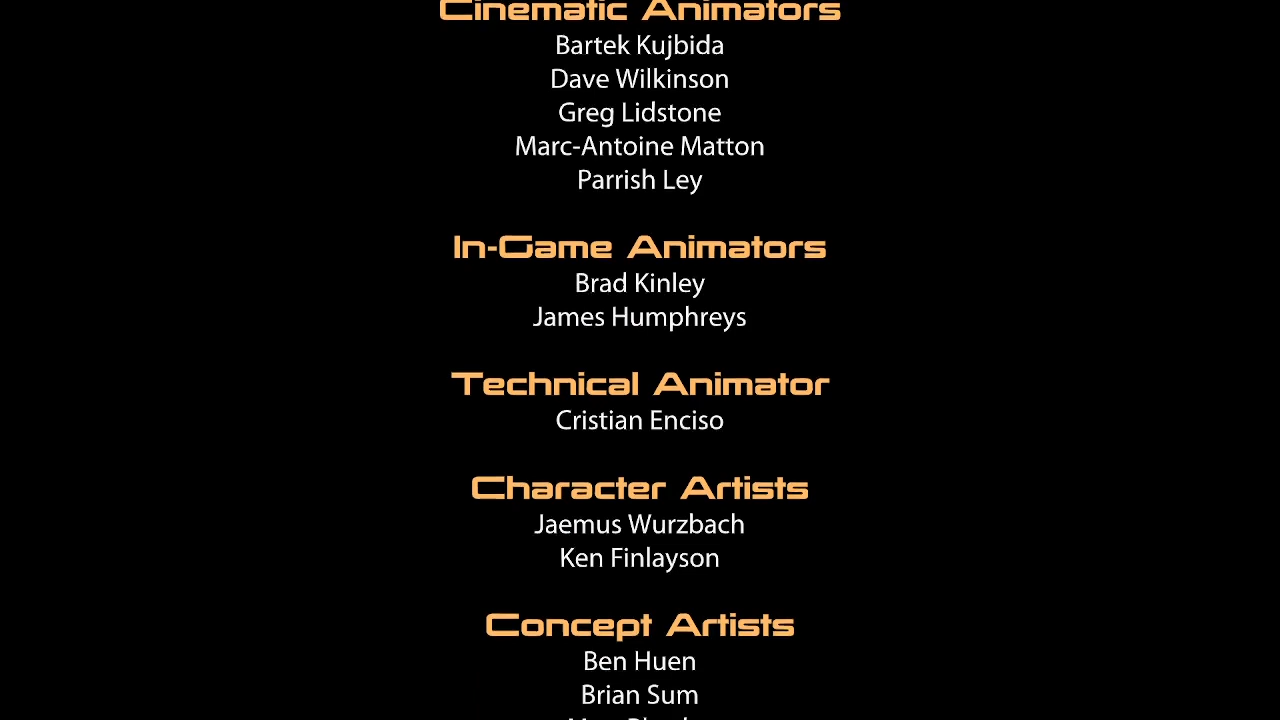 Cinematic Animators
Bartek Kujbida
Dave Wilkinson
Greg Lidstone
Marc-Antoine Matton
Parrish Ley
In-Game Animators
Brad Kinley
James Humphreys
Technical Animator
Cristian Enciso
Character Artists
Jaemus Wurzbach
Ken Finlayson
Concept Artists
Ben Huen
Brian Sum